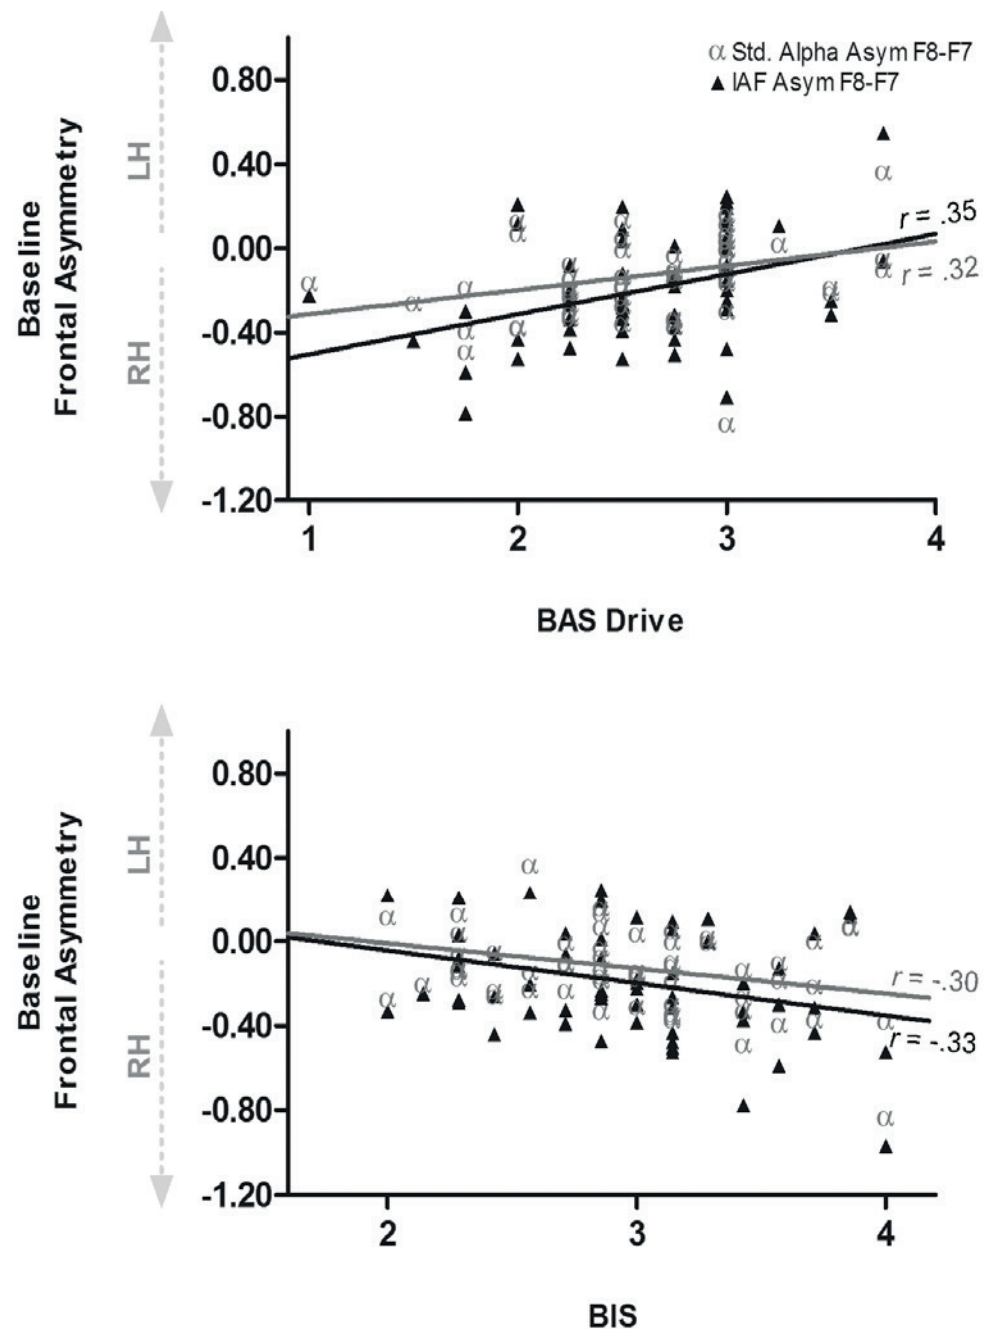 α Std. Alpha Asym F8-F7
▲ IAF Asym F8-F7
0.80
0.40
0.00
-0.40
-0.80
-1.20
Baseline
Frontal Asymmetry
LH
RH
r = .35
r = .32
1 2 3 4
BAS Drive
0.80
0.40
0.00
-0.40
-0.80
-1.20
Baseline
Frontal Asymmetry
LH
RH
r = -.30
r = -.33
2 3 4
BIS